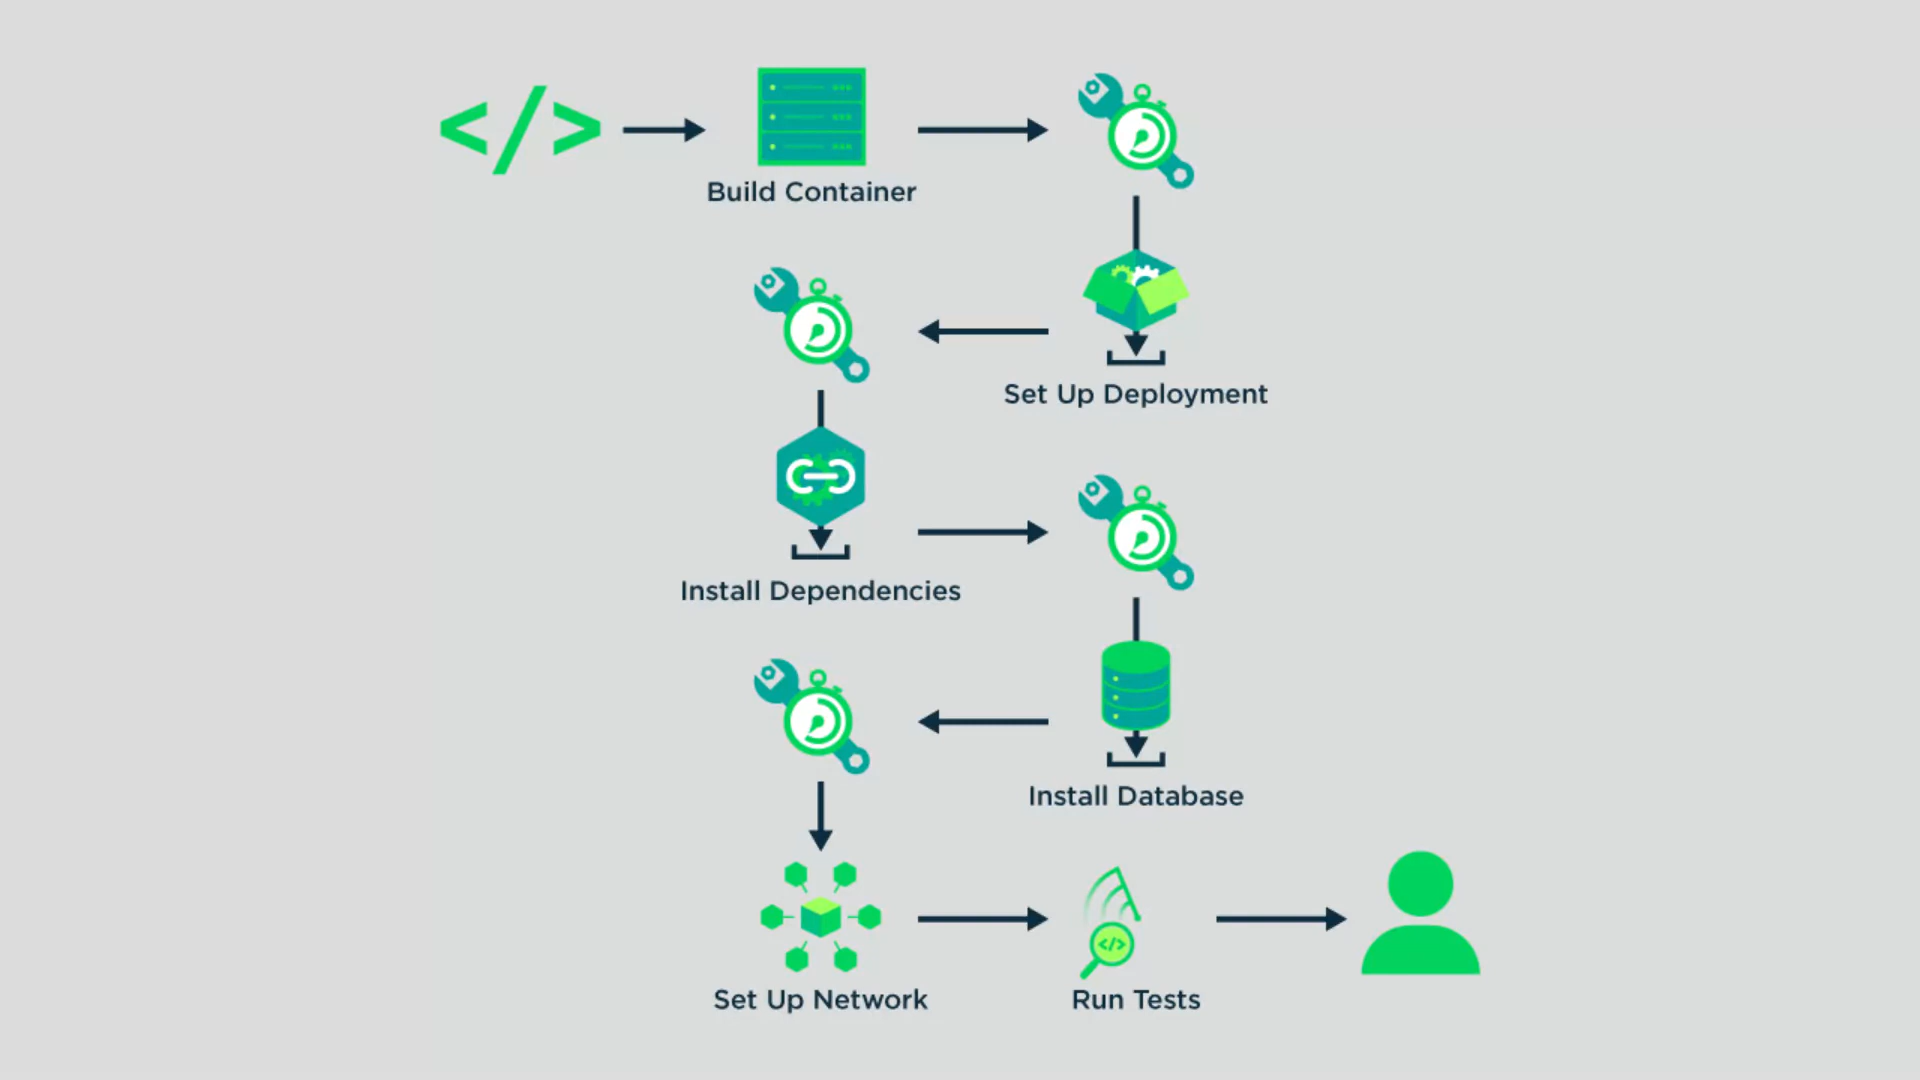 </>
Build Container
Set Up Deployment
Install Dependencies
Install Database
</>
Set Up Network
Run Tests